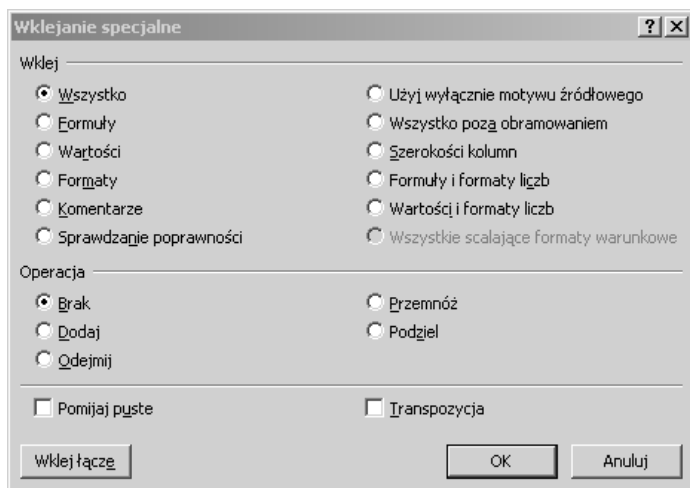 Wklejanie specjalne
Wklej
Wszystko
Formuły
Wartości
Formaty
Komentarze
Sprawdzanie poprawności
Użyj wyłącznie motywu źródłowego
Wszystko poza obramowaniem
Szerokości kolumn
Formuły i formaty liczb
Wartości i formaty liczb
Wszystkie scalające formaty warunkowe
Operacja
Brak
Dodaj
Odejmij
Przemnóż
Podziel
Pomijaj puste
Transpozycja
Wklej łącze
OK
Anuluj